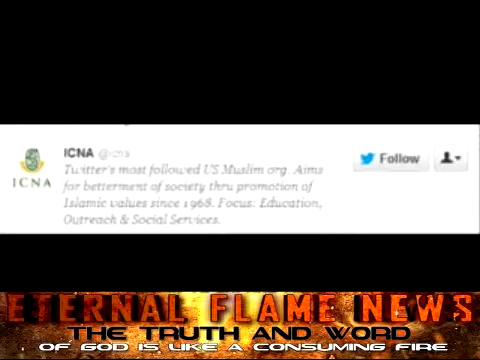 ICNA @icna
Twitter's most followed US Muslim org. Aims
for betterment of society thru promotion of
Islamic values since 1968. Focus: Education,
Outreach & Social Services.
Follow
ICNA
ETERNAL FLAME NEWS
THE TRUTH AND WORD
OF GOD IS LIKE A CONSUMING FIRE